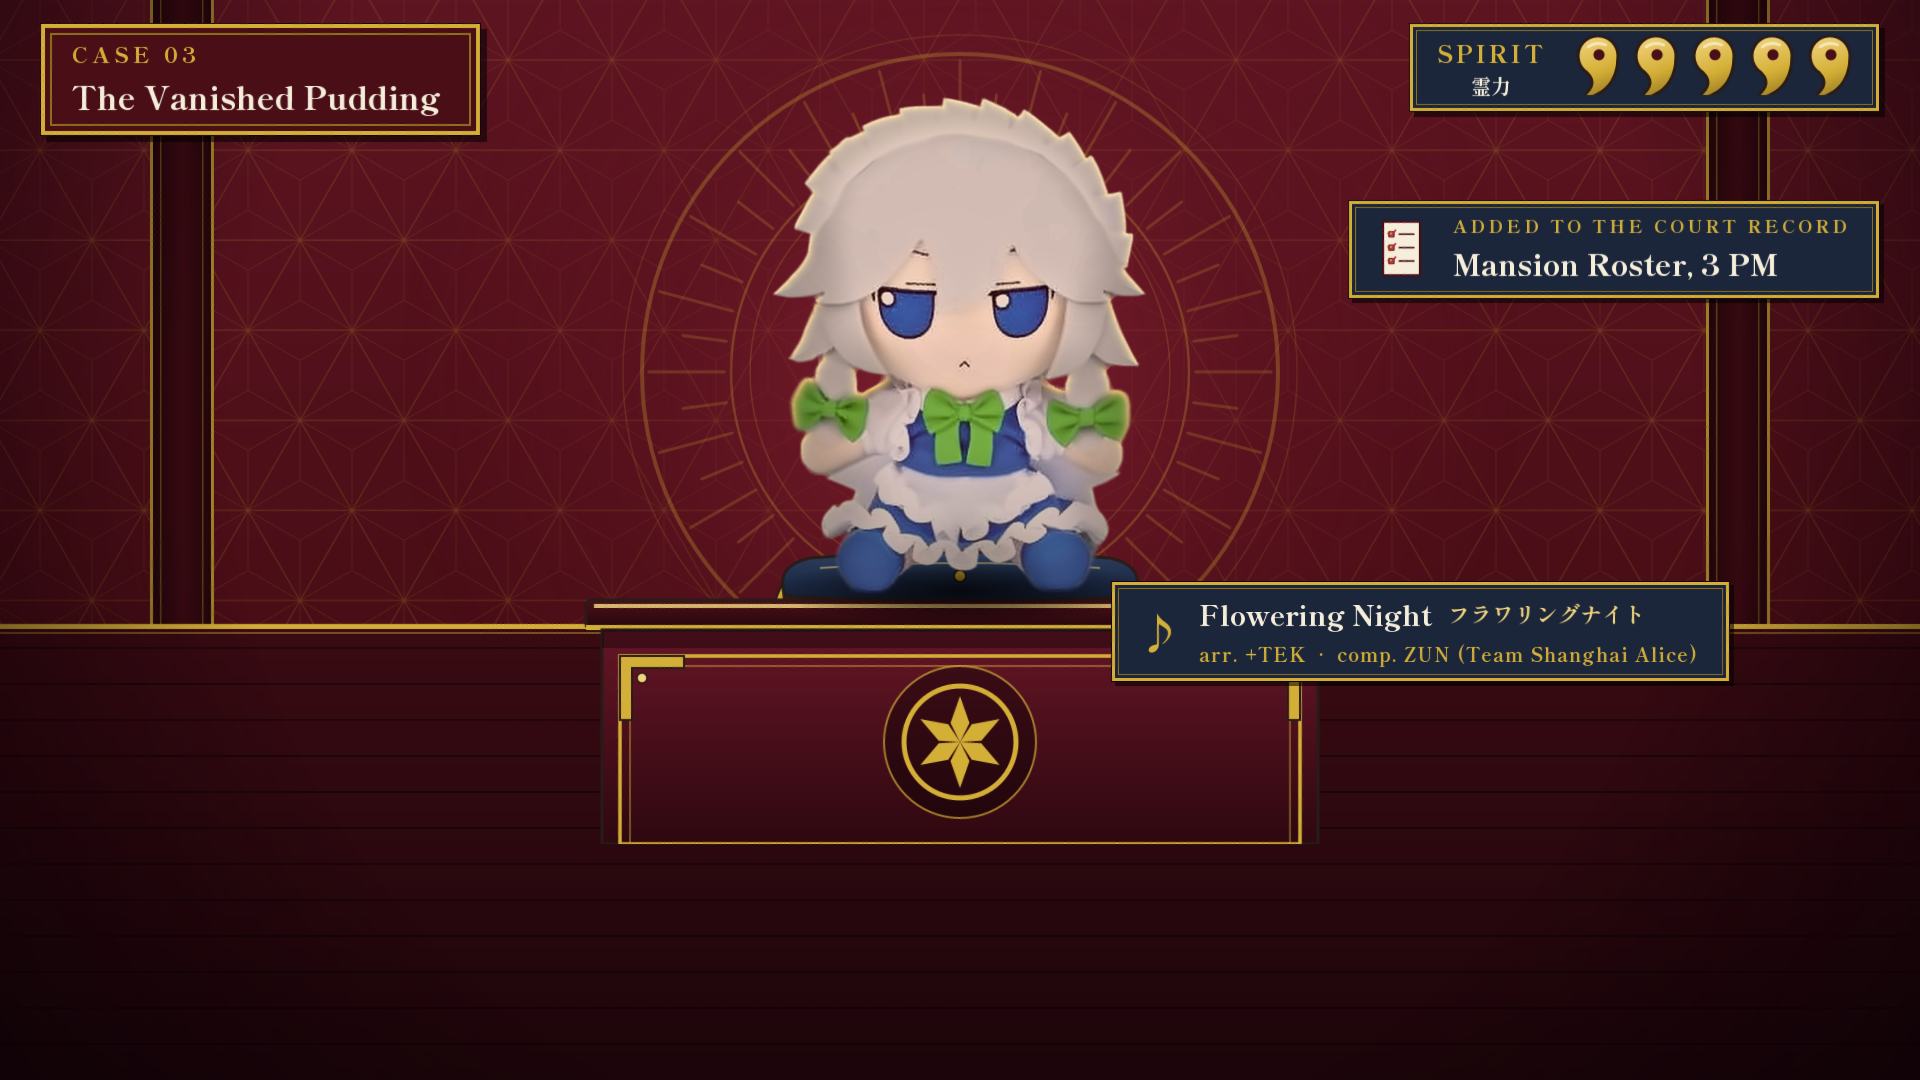 CASE 03
The Vanished Pudding
SPIRIT
霊力
ADDED TO THE COURT RECORD
Mansion Roster, 3 PM
Flowering Night フラワリングナイト
arr. +TEK · comp. ZUN (Team Shanghai Alice)